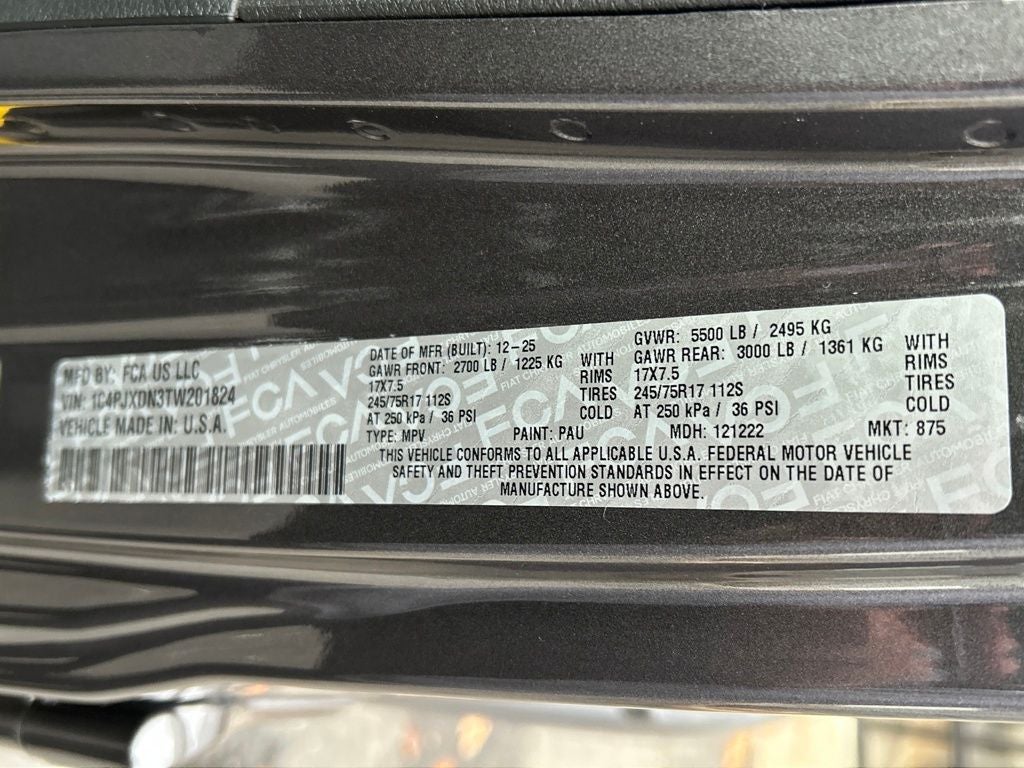 MFD BY: FCA US LLC
VIN: 1C4PJXDN3TW201824
VEHICLE MADE IN: U.S.A.
DATE OF MFR (BUILT): 12-25
GAWR FRONT: 2700 LB / 1225 KG WITH
17X7.5 RIMS
245/75R17 112S TIRES
AT 250 kPa / 36 PSI COLD
GVWR: 5500 LB / 2495 KG
GAWR REAR: 3000 LB / 1361 KG WITH
17X7.5 RIMS
245/75R17 112S TIRES
AT 250 kPa / 36 PSI COLD
TYPE: MPV PAINT: PAU MDH: 121222 MKT: 875
THIS VEHICLE CONFORMS TO ALL APPLICABLE U.S.A. FEDERAL MOTOR VEHICLE
SAFETY AND THEFT PREVENTION STANDARDS IN EFFECT ON THE DATE OF
MANUFACTURE SHOWN ABOVE.